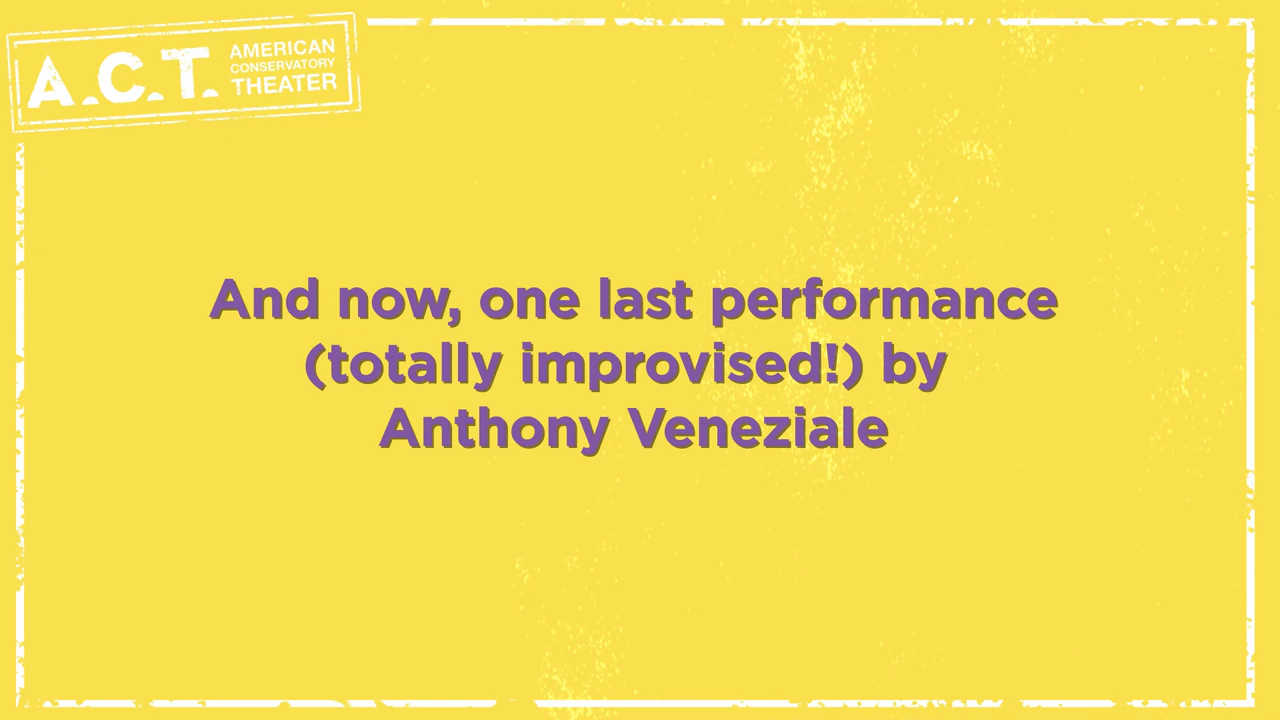 A.C.T.
AMERICAN
CONSERVATORY
THEATER
And now, one last performance
(totally improvised!) by
Anthony Veneziale